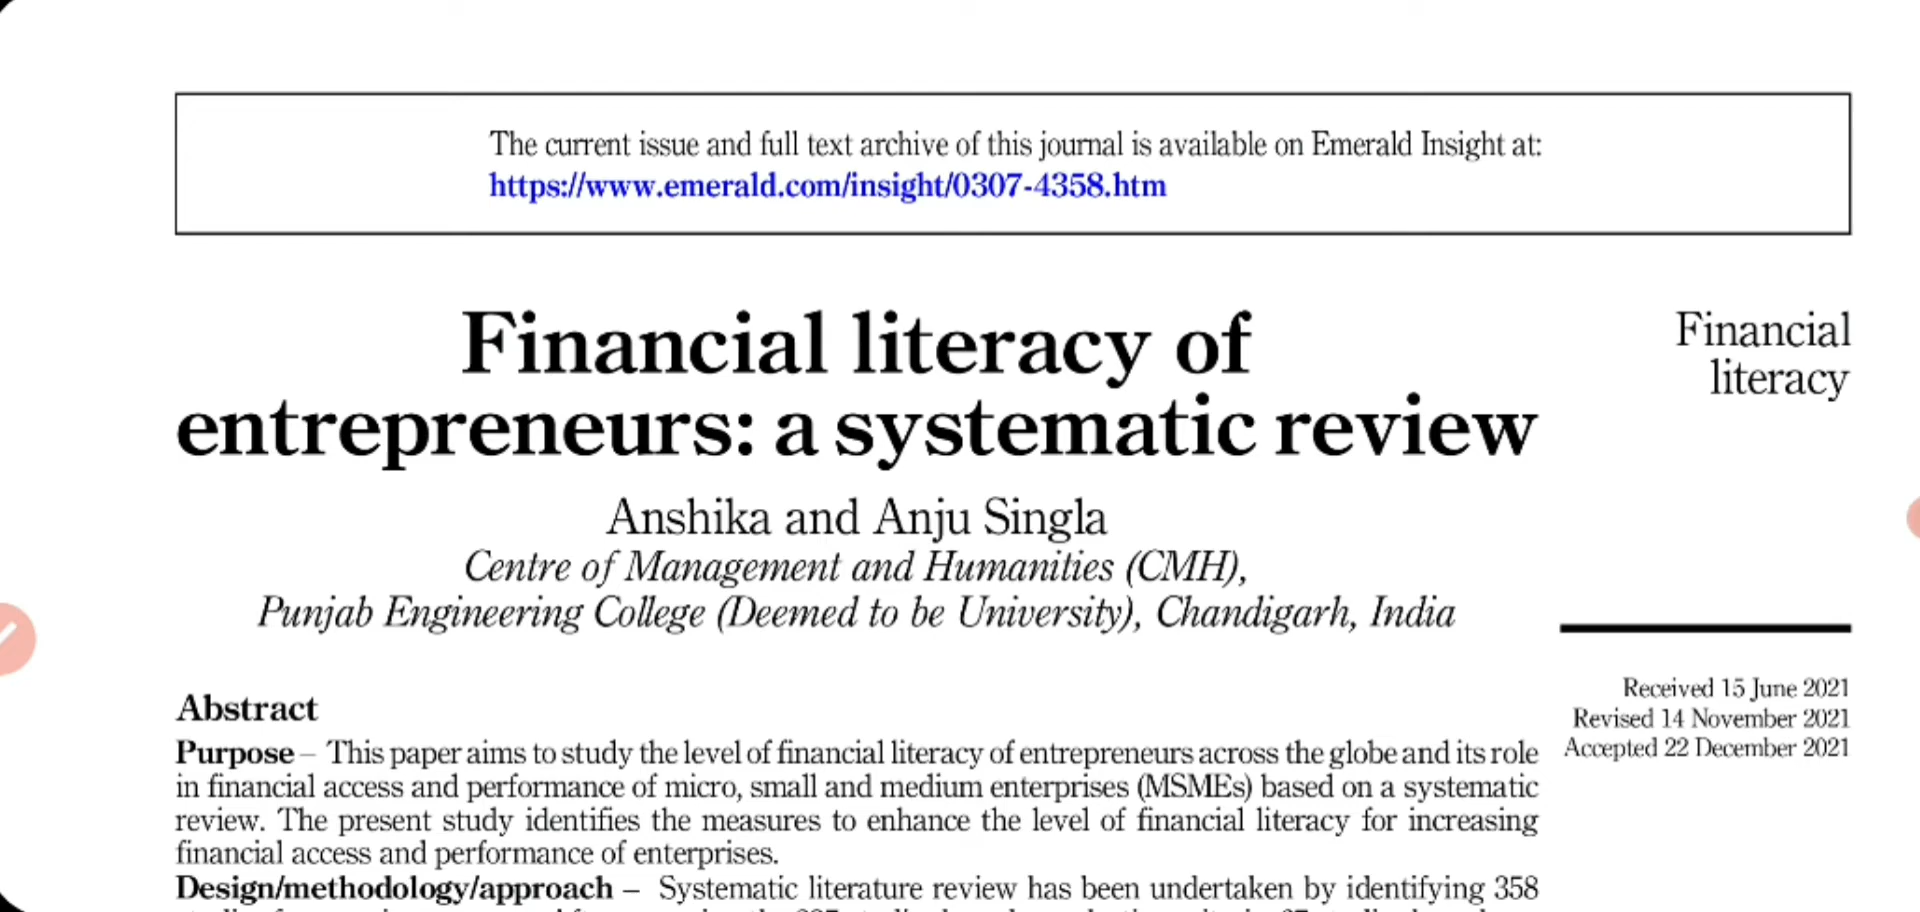 The current issue and full text archive of this journal is available on Emerald Insight at:
https://www.emerald.com/insight/0307-4358.htm
Financial literacy of
entrepreneurs: a systematic review
Financial
literacy
Anshika and Anju Singla
Centre of Management and Humanities (CMH),
Punjab Engineering College (Deemed to be University), Chandigarh, India
Received 15 June 2021
Revised 14 November 2021
Accepted 22 December 2021
Abstract
Purpose – This paper aims to study the level of financial literacy of entrepreneurs across the globe and its role
in financial access and performance of micro, small and medium enterprises (MSMEs) based on a systematic
review. The present study identifies the measures to enhance the level of financial literacy for increasing
financial access and performance of enterprises.
Design/methodology/approach – Systematic literature review has been undertaken by identifying 358